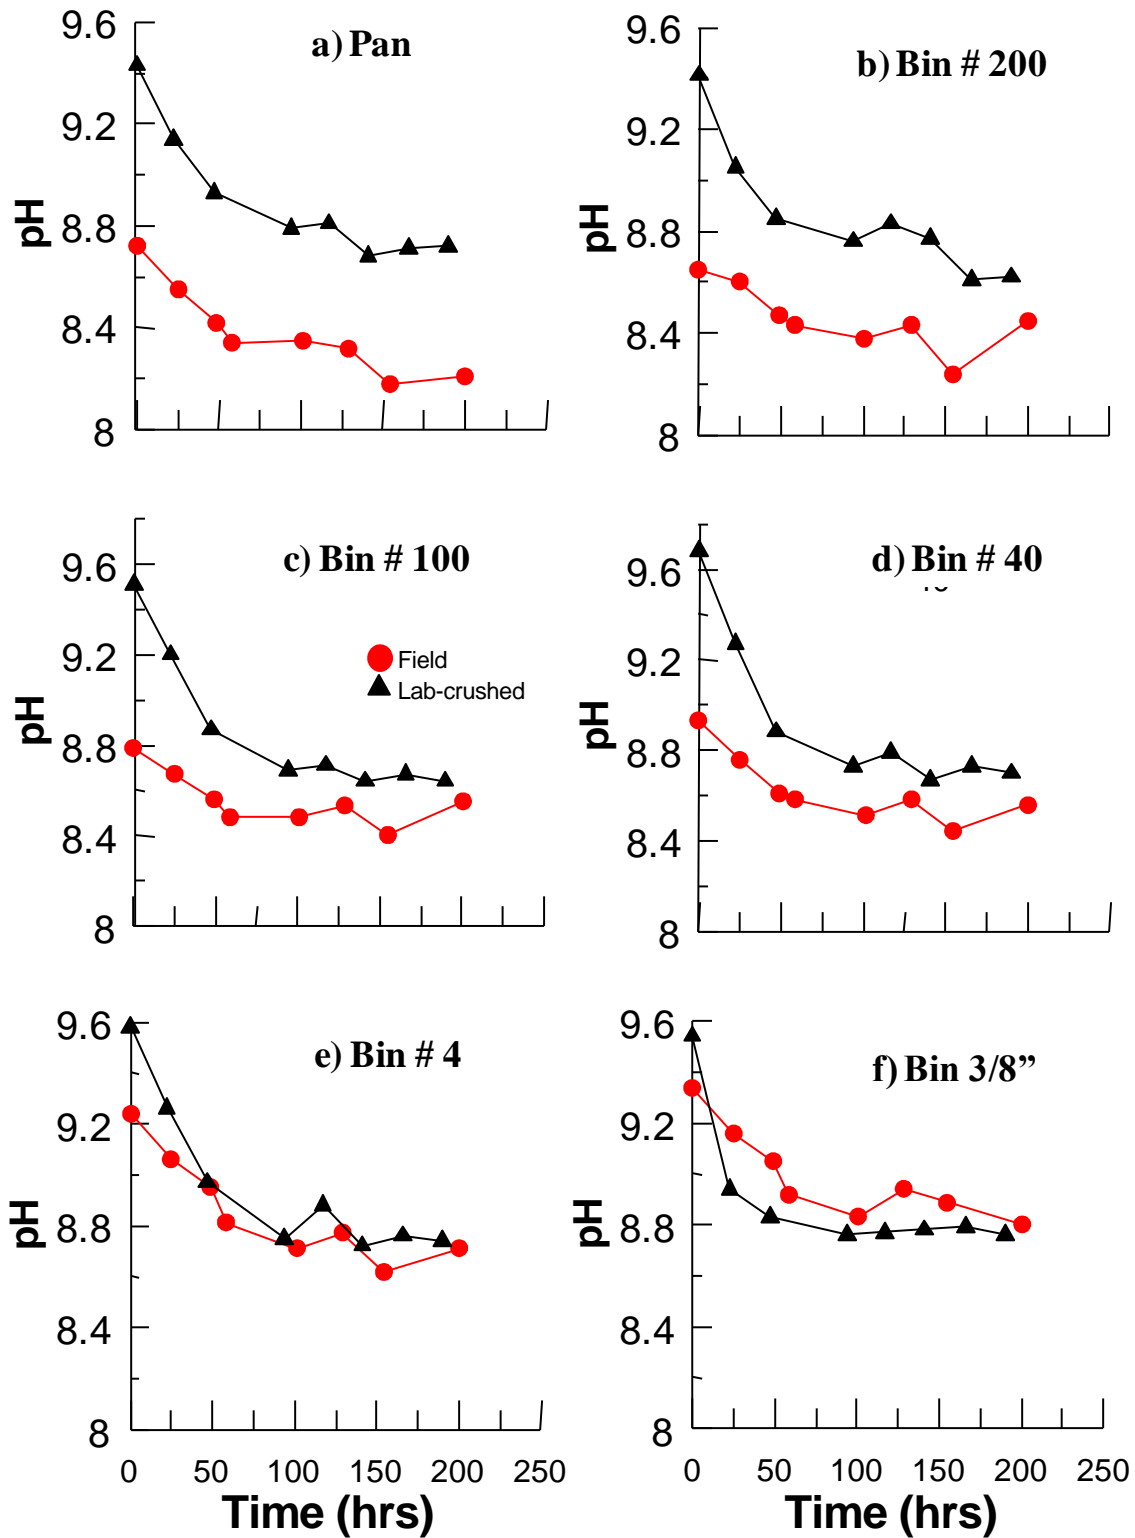 a) Pan
9.6
9.2
8.8
8.4
8
pH
b) Bin # 200
9.6
9.2
8.8
8.4
8
pH
c) Bin # 100
9.6
9.2
8.8
8.4
8
pH
Field
Lab-crushed
d) Bin # 40
9.6
9.2
8.8
8.4
8
pH
e) Bin # 4
9.6
9.2
8.8
8.4
8
pH
0 50 100 150 200 250
Time (hrs)
f) Bin 3/8”
9.6
9.2
8.8
8.4
8
pH
0 50 100 150 200 250
Time (hrs)